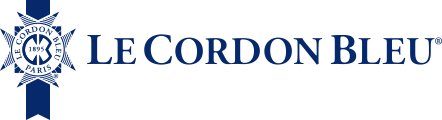 LE CORDON BLEU
1895
PARIS
®
LE CORDON BLEU®